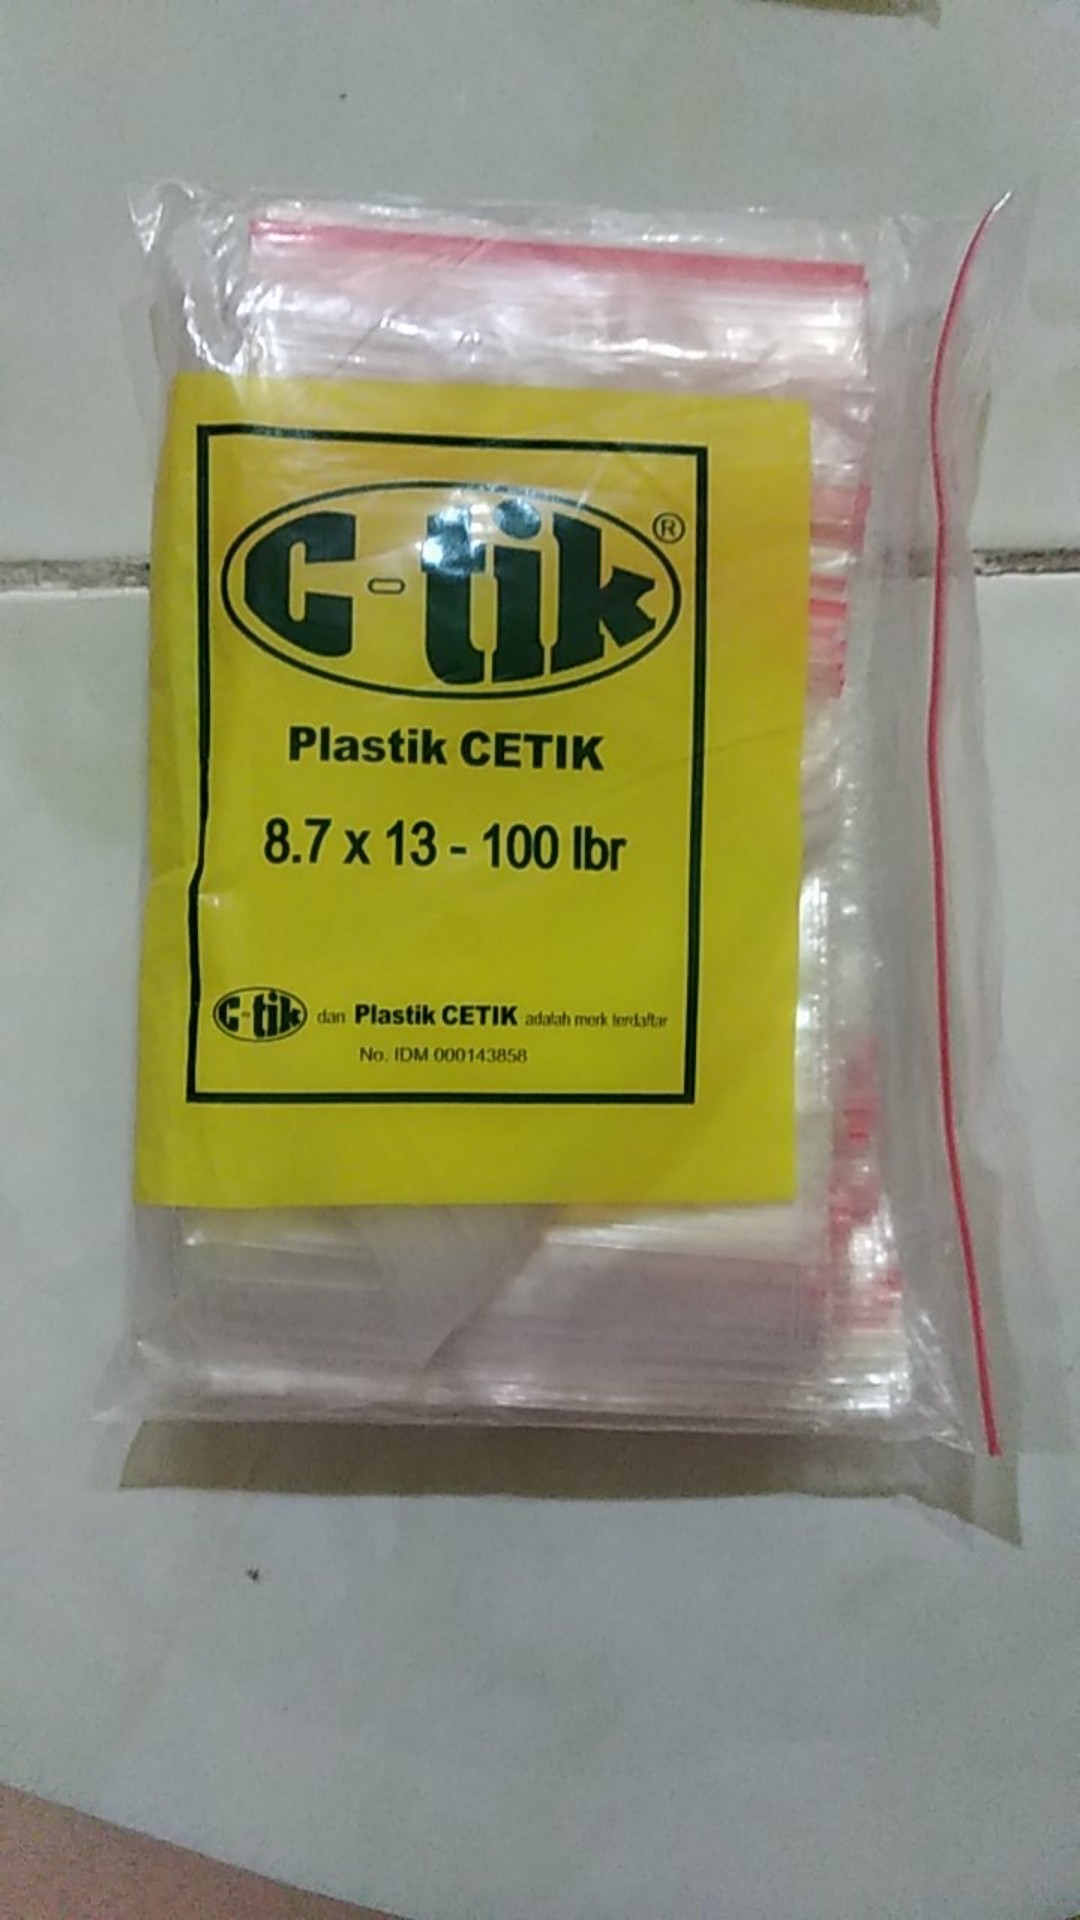 C-tik ®
Plastik CETIK
8.7 x 13 - 100 lbr
C-tik dan Plastik CETIK adalah merk terdaftar
No. IDM 000143858